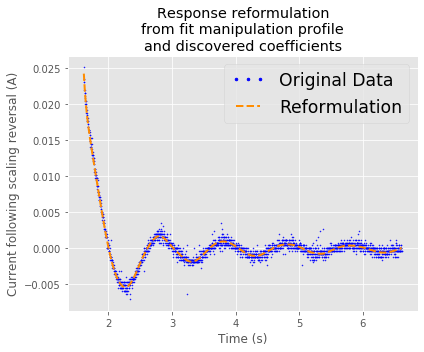 Response reformulation
from fit manipulation profile
and discovered coefficients
Original Data
Reformulation
Current following scaling reversal (A)
0.025
0.020
0.015
0.010
0.005
0.000
−0.005
2
3
4
5
6
Time (s)